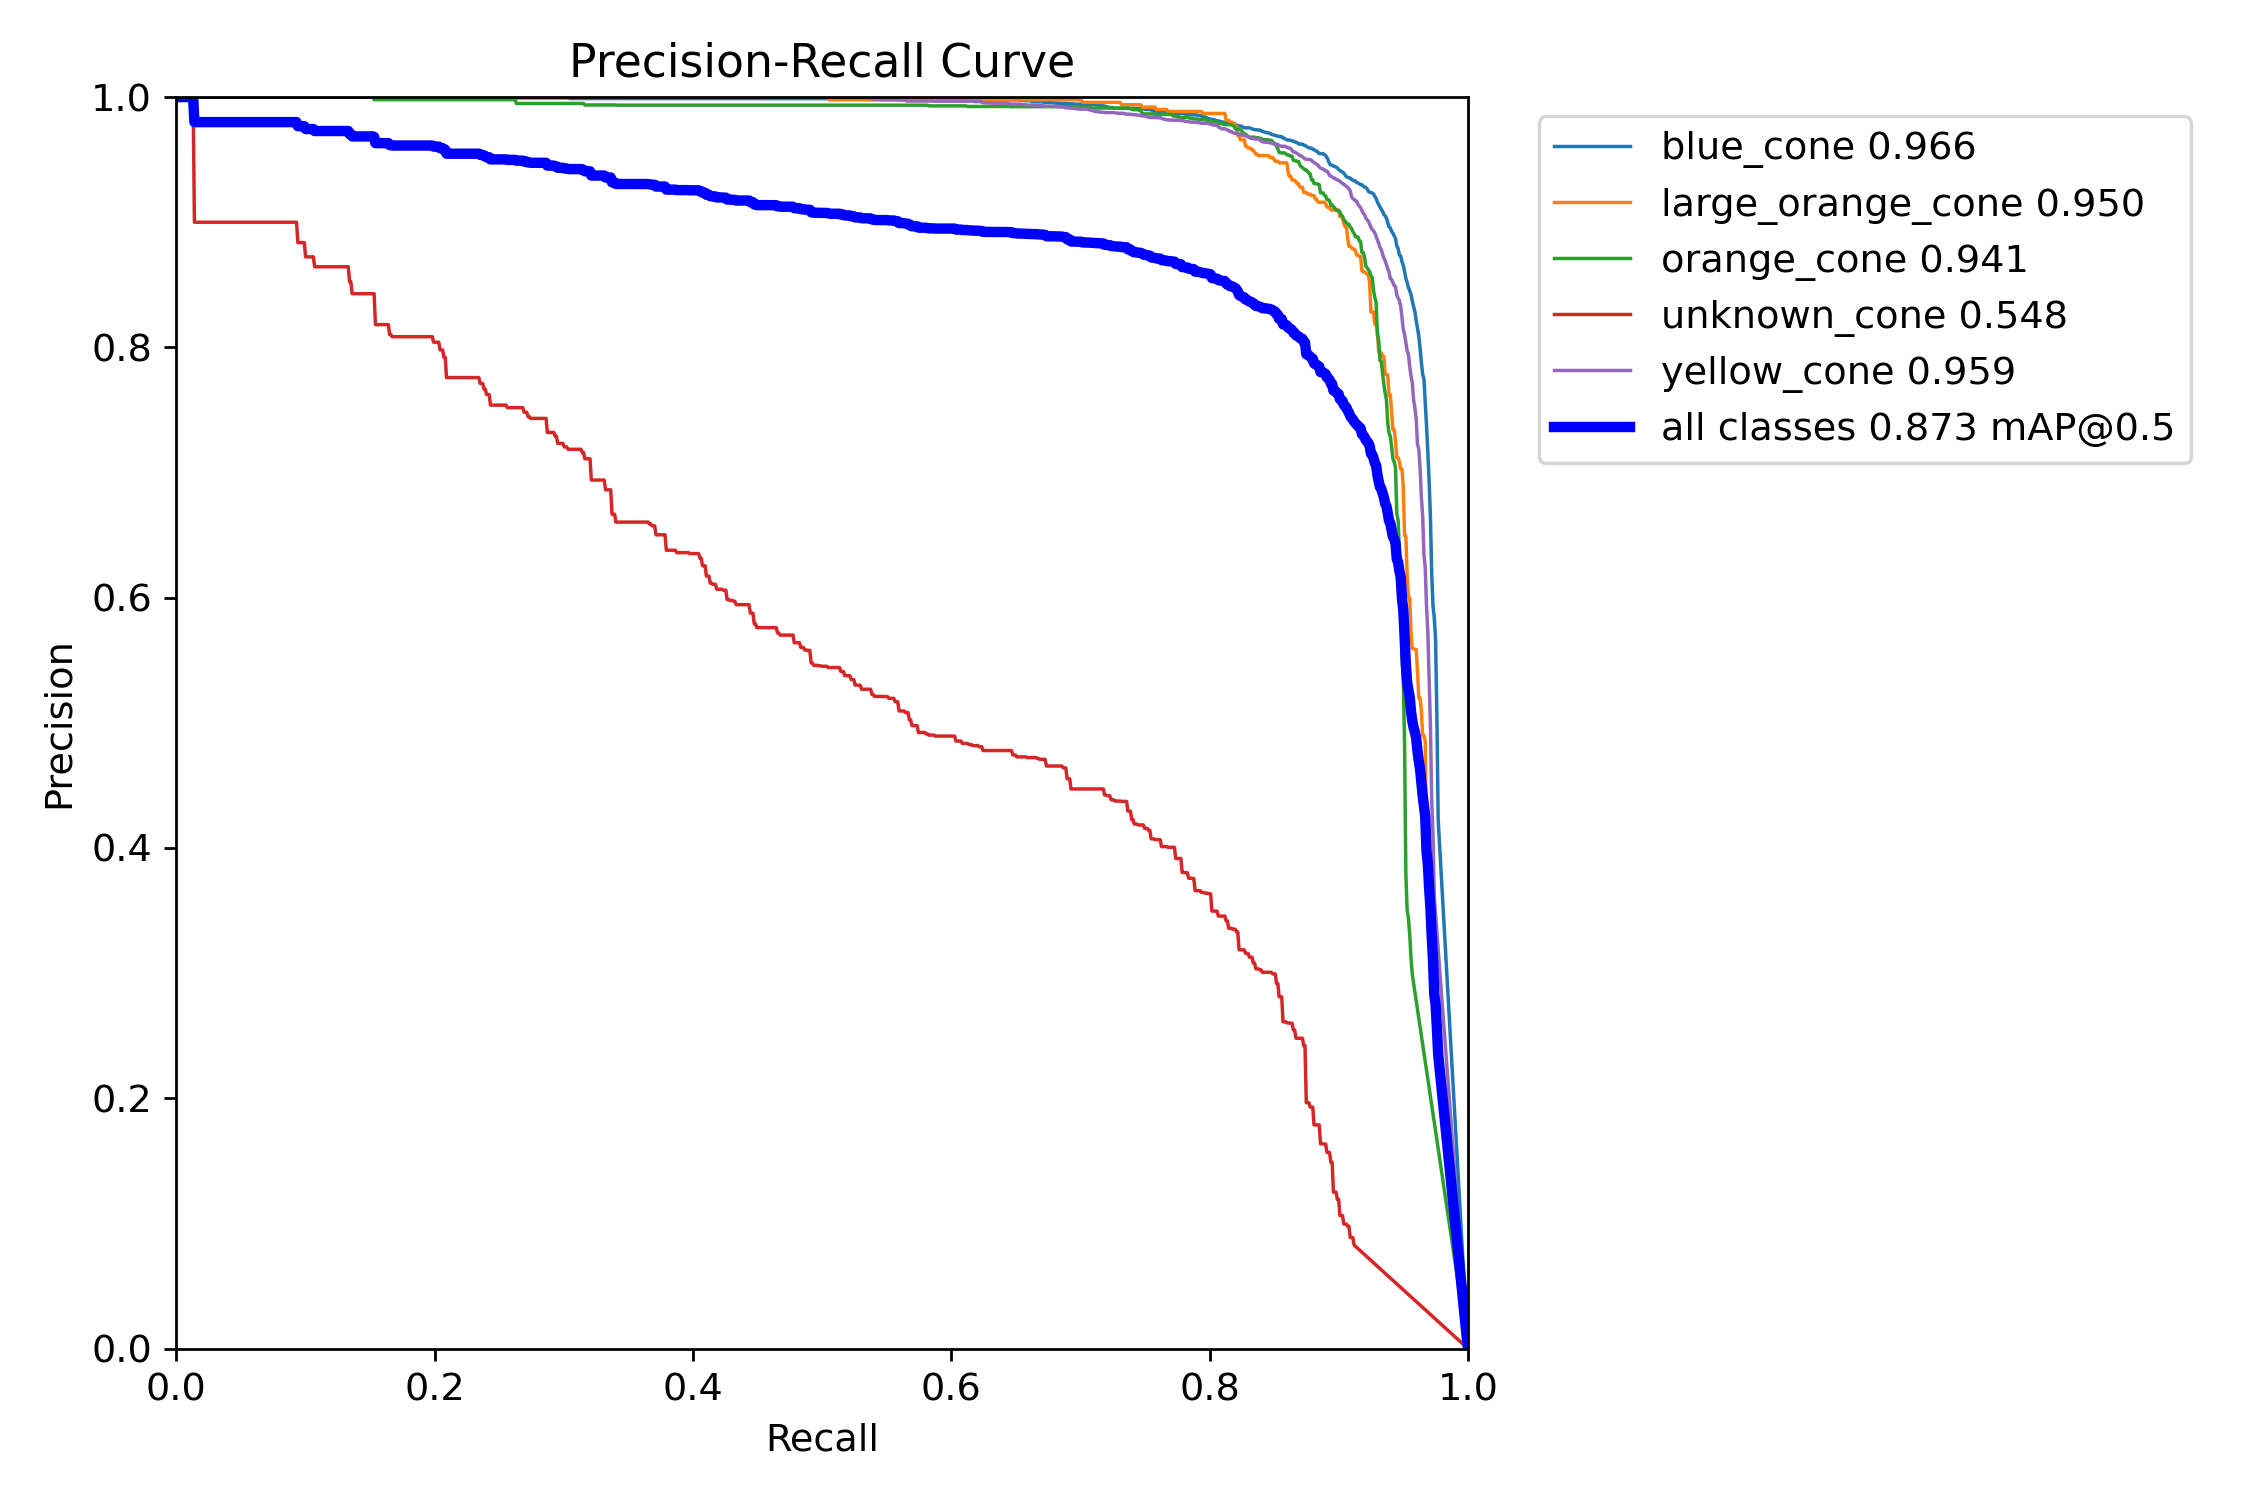 Precision-Recall Curve
1.0
0.8
0.6
0.4
0.2
0.0
Precision
0.0 0.2 0.4 0.6 0.8 1.0
Recall
blue_cone 0.966
large_orange_cone 0.950
orange_cone 0.941
unknown_cone 0.548
yellow_cone 0.959
all classes 0.873 mAP@0.5